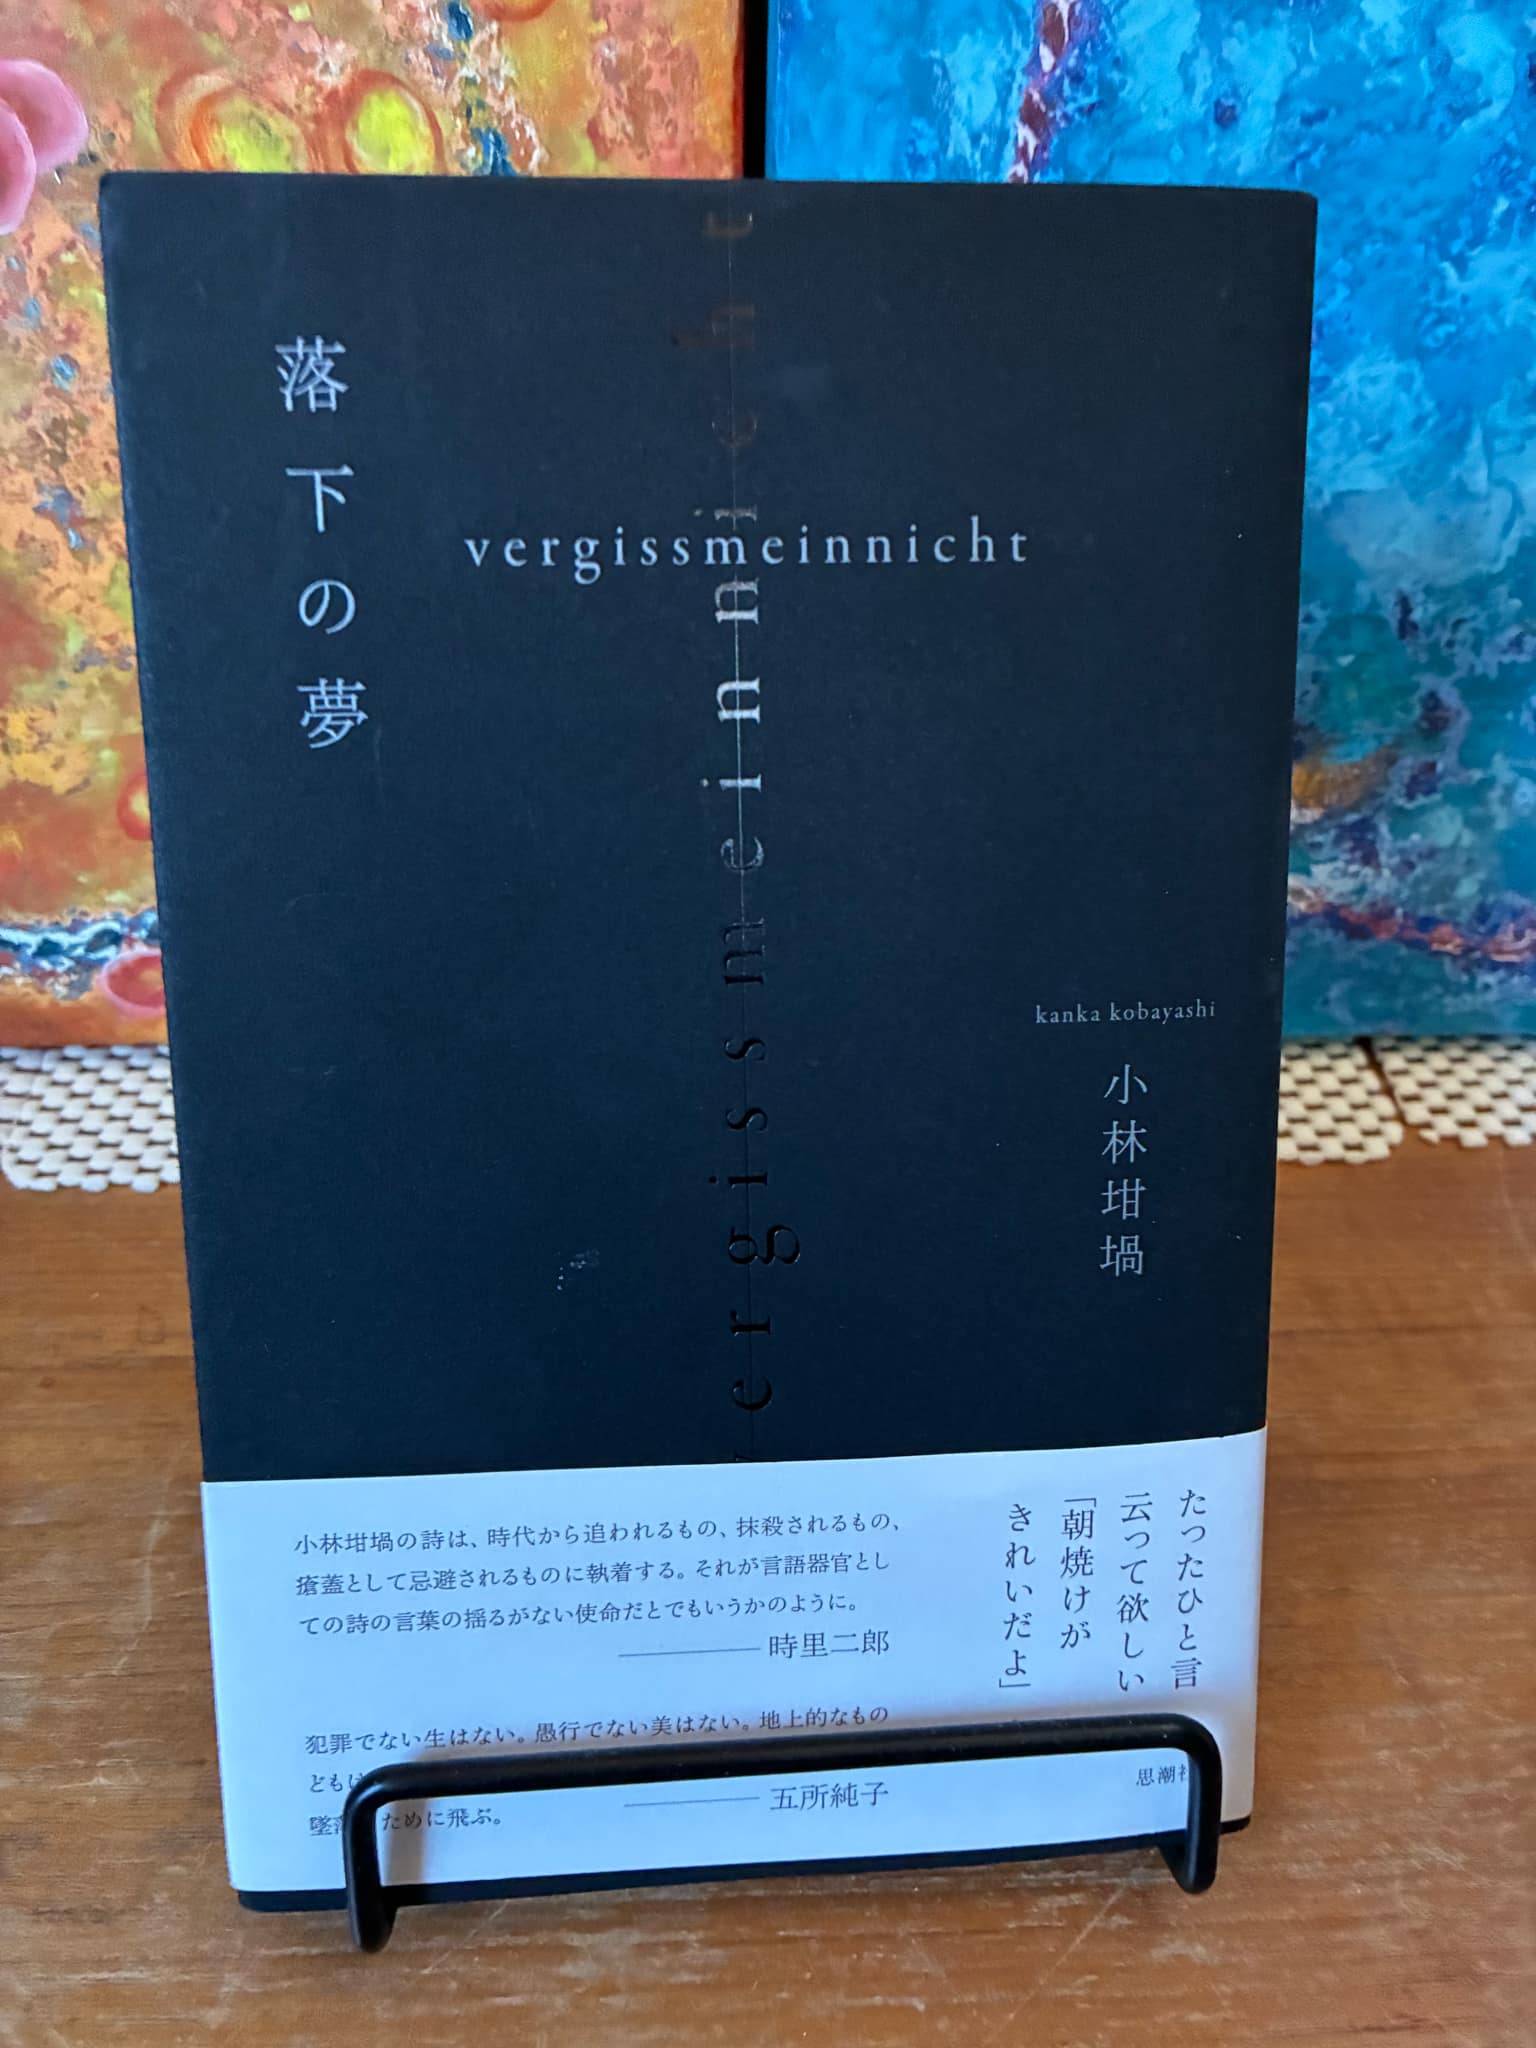 落下の夢
vergissmeinnicht
vergissmeinnicht
kanka kobayashi
小林坩堝
たったひと言
云って欲しい
「朝焼けが
きれいだよ」
小林坩堝の詩は、時代から追われるもの、抹殺されるもの、
瘡蓋として忌避されるものに執着する。それが言語器官とし
ての詩の言葉の揺るがない使命だとでもいうかのように。
時里二郎
犯罪でない生はない。愚行でない美はない。地上的なもの
ども
ために飛ぶ。
五所純子
思潮社